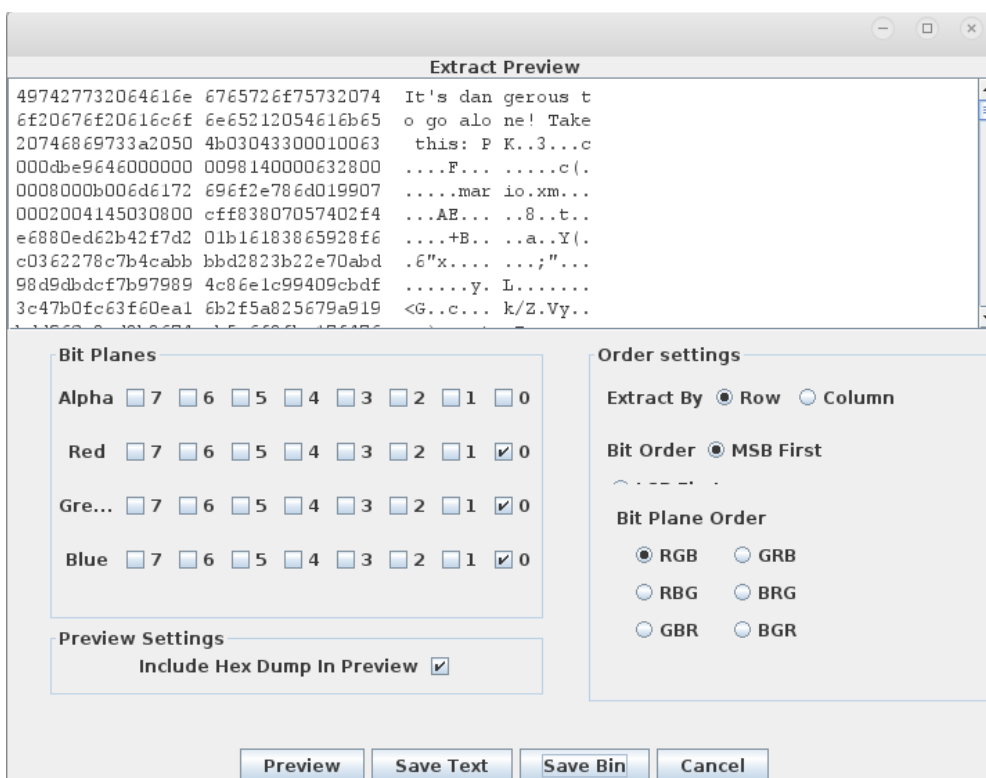 Extract Preview
497427732064616e 6765726f75732074 It's dan gerous t
6f20676f20616c6f 6e65212054616b65 o go alo ne! Take
20746869733a2050 4b03043300010063 this: P K..3...c
000dbe9646000000 0098140000632800 ....F... .....c(.
0008000b006d6172 696f2e786d019907 .....mar io.xm...
0002004145030800 cff83807057402f4 ...AE... ..8..t..
e6880ed62b42f7d2 01b16183865928f6 ....+B.. ..a..Y(.
c0362278c7b4cabb bbd2823b22e70abd .6"x.... ...;"...
98d9dbdcf7b97989 4c86e1c99409cbdf ......y. L.......
3c47b0fc63f60ea1 6b2f5a825679a919 <G..c... k/Z.Vy..
Bit Planes
Alpha 7 6 5 4 3 2 1 0
Red 7 6 5 4 3 2 1 0
Gre... 7 6 5 4 3 2 1 0
Blue 7 6 5 4 3 2 1 0
Preview Settings
Include Hex Dump In Preview
Order settings
Extract By Row Column
Bit Order MSB First
Bit Plane Order
RGB GRB
RBG BRG
GBR BGR
Preview Save Text Save Bin Cancel